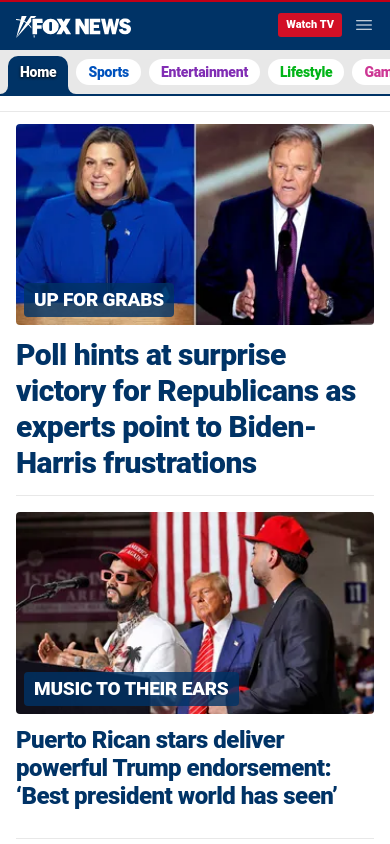 FOX NEWS
Watch TV
Home
Sports
Entertainment
Lifestyle
Gam
UP FOR GRABS
Poll hints at surprise
victory for Republicans as
experts point to Biden-
Harris frustrations
MUSIC TO THEIR EARS
Puerto Rican stars deliver
powerful Trump endorsement:
‘Best president world has seen’